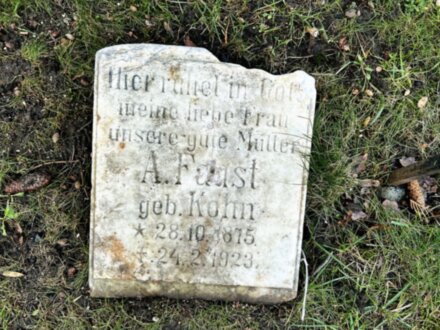 Hier ruhet in Gott
meine liebe Frau
unsere gute Mutter
A. Faust
geb. Kohn
* 28.10.1875.
† 24.2.1923.